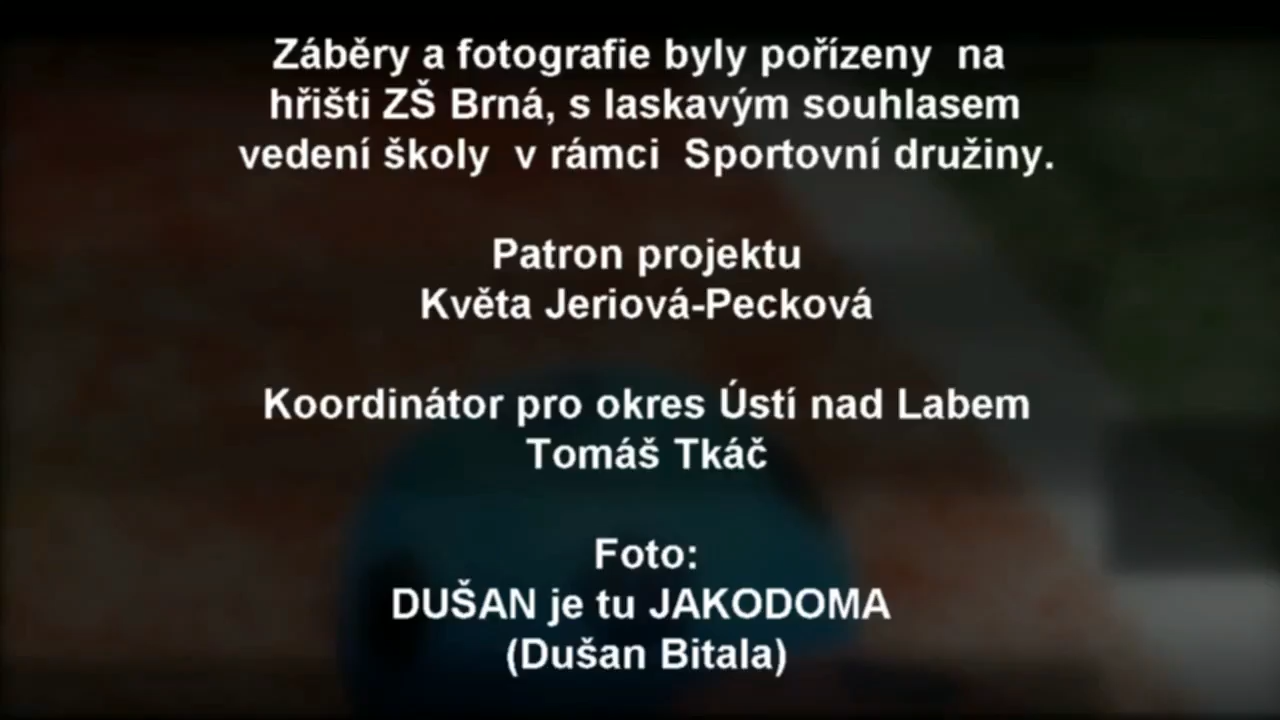 Záběry a fotografie byly pořízeny na
hřišti ZŠ Brná, s laskavým souhlasem
vedení školy v rámci Sportovní družiny.
Patron projektu
Květa Jeriová-Pecková
Koordinátor pro okres Ústí nad Labem
Tomáš Tkáč
Foto:
DUŠAN je tu JAKODOMA
(Dušan Bitala)